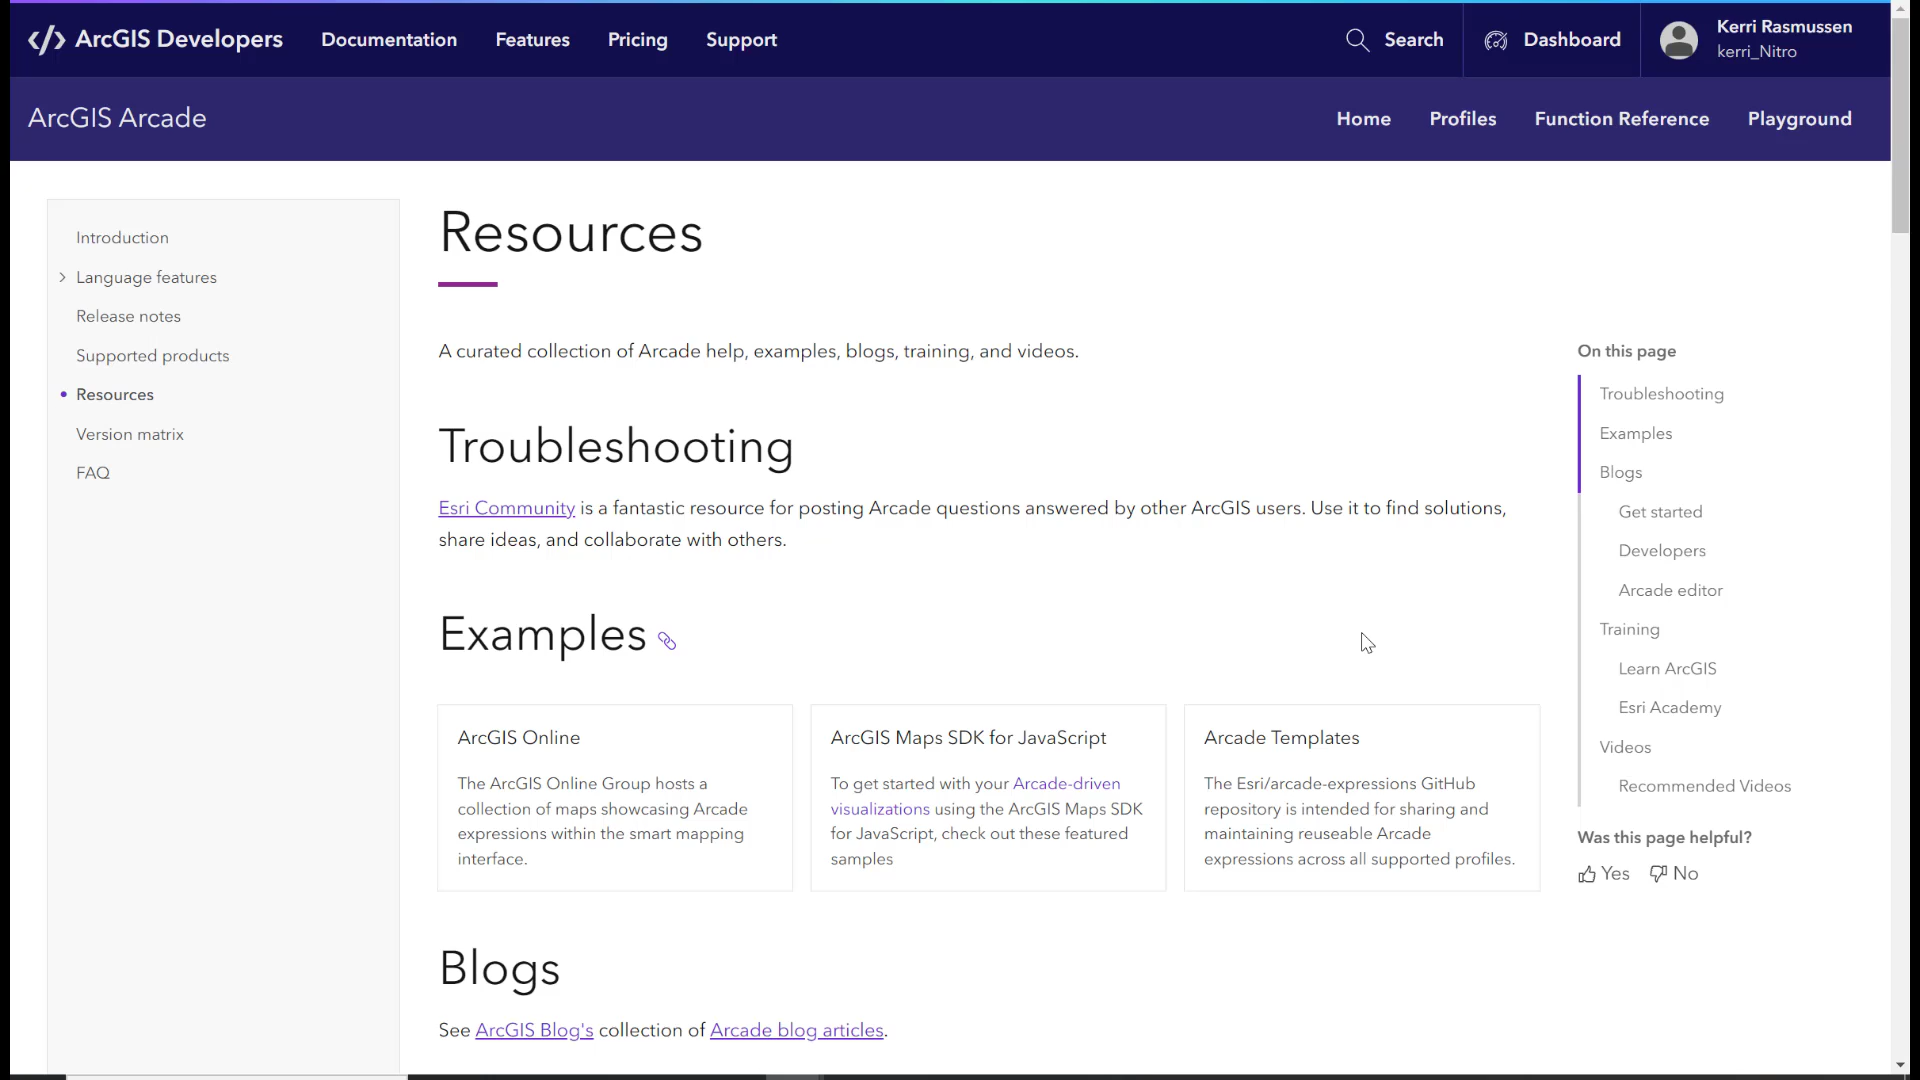 </> ArcGIS Developers
Documentation
Features
Pricing
Support
Search
Dashboard
Kerri Rasmussen
kerri_Nitro
ArcGIS Arcade
Home
Profiles
Function Reference
Playground
Introduction
Language features
Release notes
Supported products
Resources
Version matrix
FAQ
Resources
A curated collection of Arcade help, examples, blogs, training, and videos.
Troubleshooting
Esri Community is a fantastic resource for posting Arcade questions answered by other ArcGIS users. Use it to find solutions,
share ideas, and collaborate with others.
Examples
ArcGIS Online
The ArcGIS Online Group hosts a
collection of maps showcasing Arcade
expressions within the smart mapping
interface.
ArcGIS Maps SDK for JavaScript
To get started with your Arcade-driven
visualizations using the ArcGIS Maps SDK
for JavaScript, check out these featured
samples
Arcade Templates
The Esri/arcade-expressions GitHub
repository is intended for sharing and
maintaining reuseable Arcade
expressions across all supported profiles.
Blogs
See ArcGIS Blog's collection of Arcade blog articles.
On this page
Troubleshooting
Examples
Blogs
Get started
Developers
Arcade editor
Training
Learn ArcGIS
Esri Academy
Videos
Recommended Videos
Was this page helpful?
Yes
No